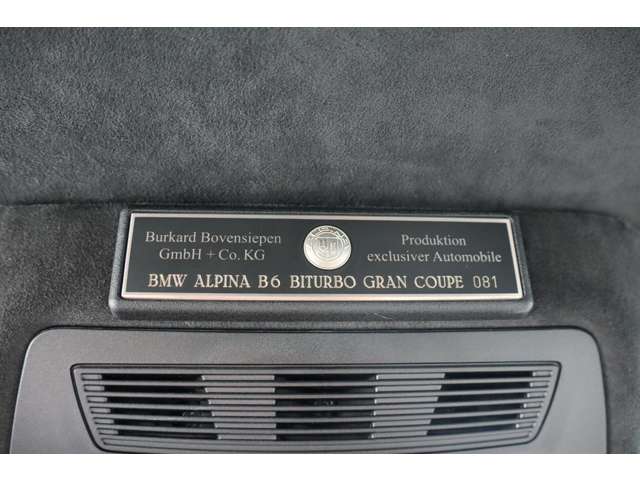 Burkard Bovensiepen
GmbH + Co. KG
Produktion
exclusiver Automobile
BMW ALPINA B6 BITURBO GRAN COUPE 081